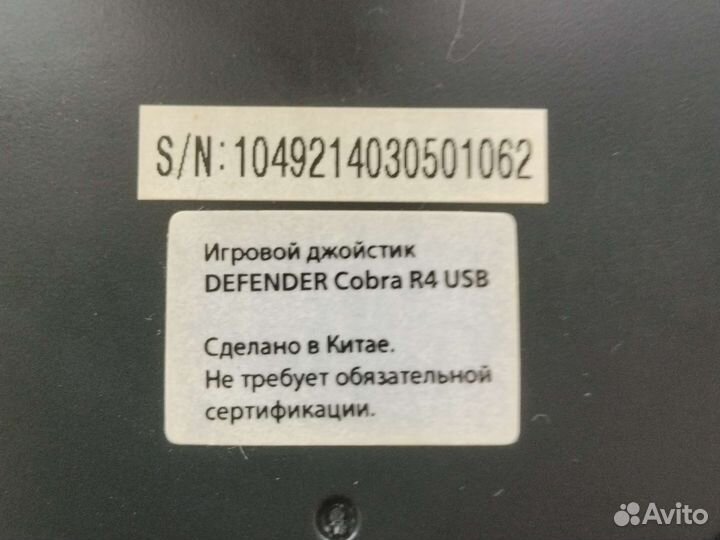 S/N: 1049214030501062
Игровой джойстик
DEFENDER Cobra R4 USB
Сделано в Китае.
Не требует обязательной
сертификации.
Avito